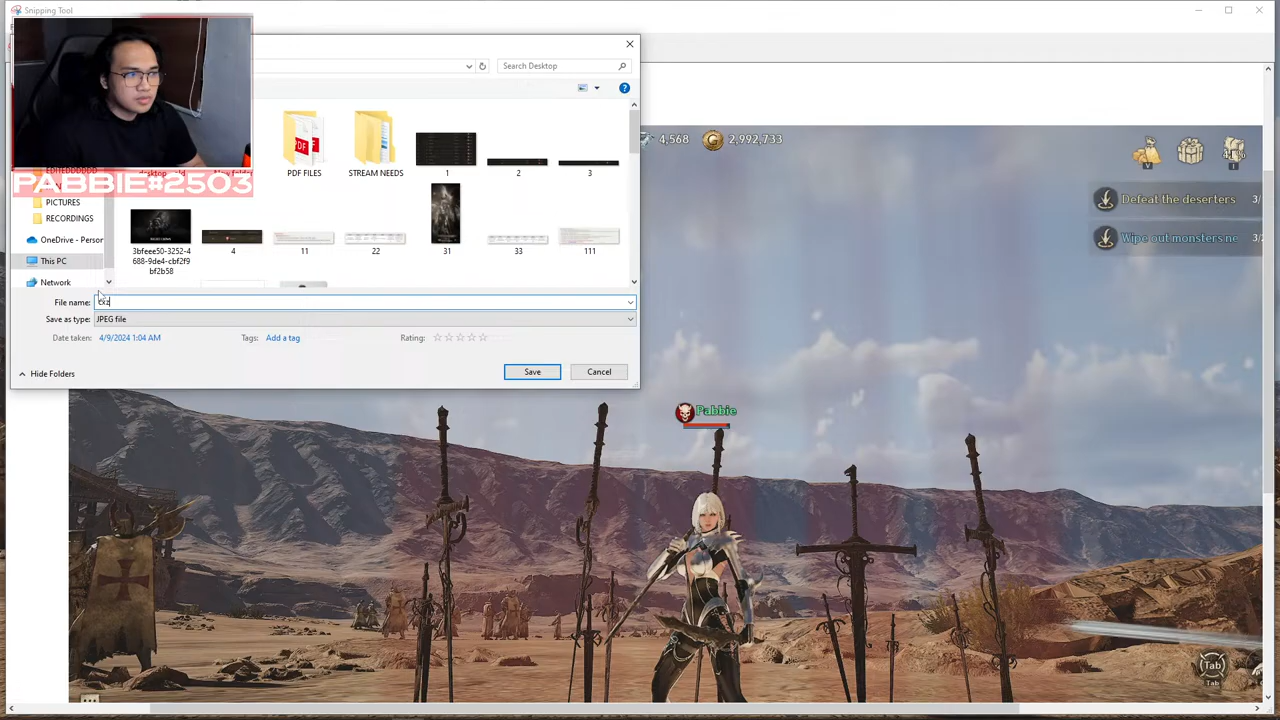 Snipping Tool
Search Desktop
PDF FILES
STREAM NEEDS
1
2
3
PABBIE#2503
PICTURES
RECORDINGS
OneDrive - Person
This PC
Network
3bfeee50-3252-4
688-9de4-cbf2f9
bf2b58
4
11
22
31
33
111
File name:
Save as type: JPEG file
Date taken: 4/9/2024 1:04 AM
Tags: Add a tag
Rating:
Save
Cancel
Hide Folders
4,568
2,992,733
Defeat the deserters 3/
Wipe out monsters
Pabbie
Tab
Tab